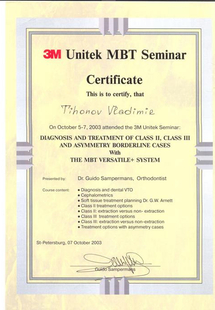 3M Unitek MBT Seminar
Certificate
This is to certify, that
Tihonov Vladimir
On October 5-7, 2003 attended the 3M Unitek Seminar:
DIAGNOSIS AND TREATMENT OF CLASS II, CLASS III
AND ASYMMETRY BORDERLINE CASES
With
THE MBT VERSATILE+ SYSTEM
Presented by: Dr. Guido Sampermans, Orthodontist
Course content: • Diagnosis and dental VTO
• Cephalometrics
• Soft tissue treatment planning Dr. G.W. Arnett
• Class II treatment options
• Class II: extraction versus non-extraction
• Class III treatment options
• Class III: extraction versus non-extraction
• Treatment options with asymmetry cases
St-Petersburg, 07 October 2003
Guido Sampermans